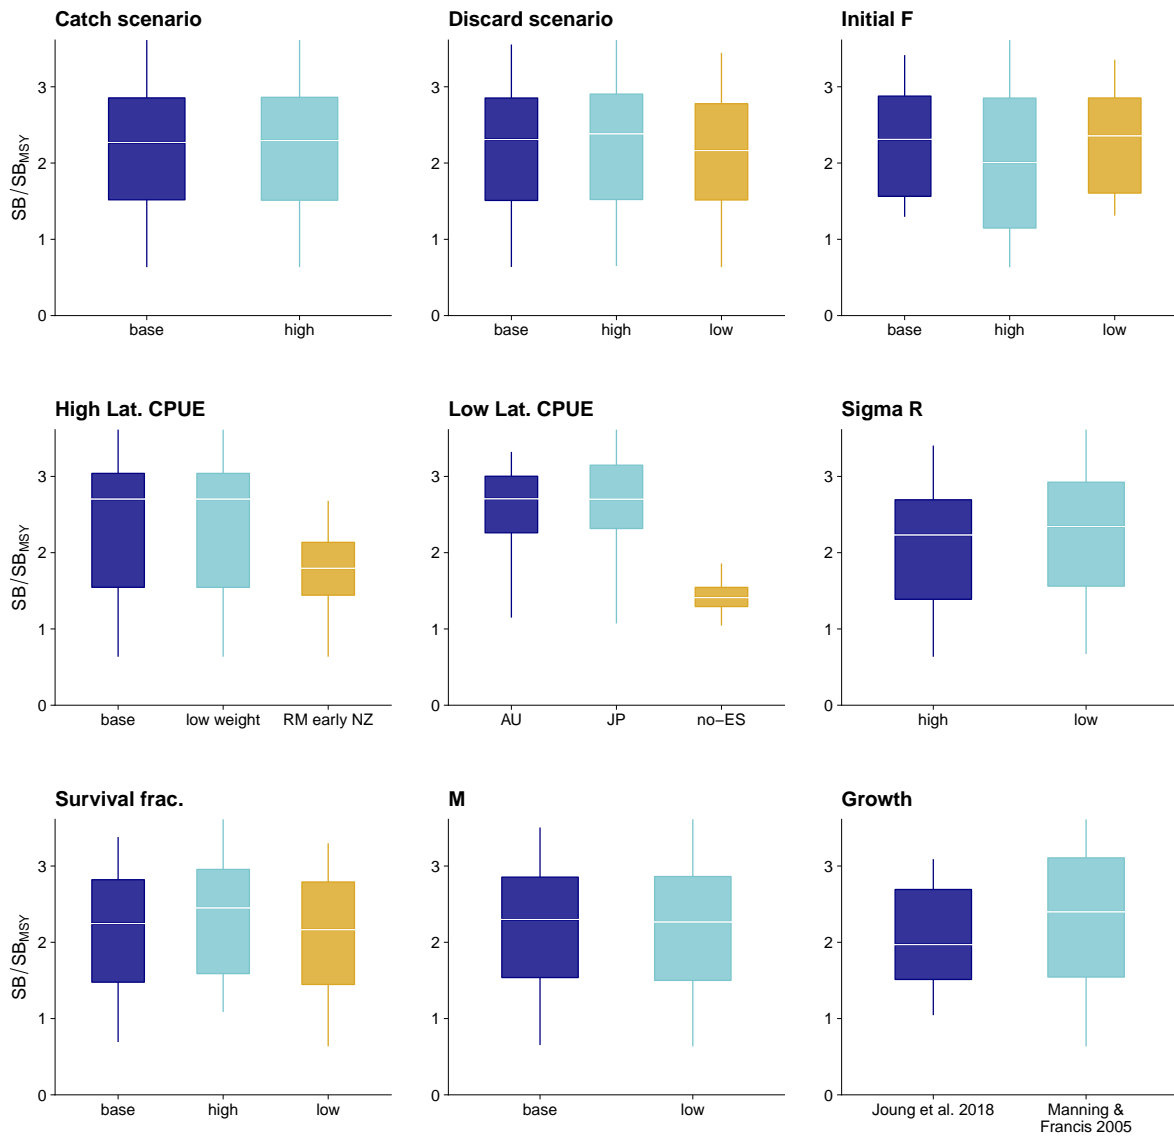 Catch scenario
Discard scenario
Initial F
SB/SBMSY
3
2
1
0
base
high
3
2
1
0
base
high
low
3
2
1
0
base
high
low
High Lat. CPUE
Low Lat. CPUE
Sigma R
SB/SBMSY
3
2
1
0
base
low weight
RM early NZ
3
2
1
0
AU
JP
no−ES
3
2
1
0
high
low
Survival frac.
M
Growth
SB/SBMSY
3
2
1
0
base
high
low
3
2
1
0
base
low
3
2
1
0
Joung et al. 2018
Manning &
Francis 2005